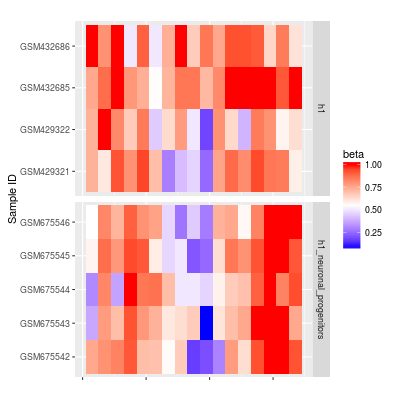 GSM432686
GSM432685
GSM429322
GSM429321
h1
GSM675546
GSM675545
GSM675544
GSM675543
GSM675542
h1_neuronal_progenitors
Sample ID
beta
1.00
0.75
0.50
0.25